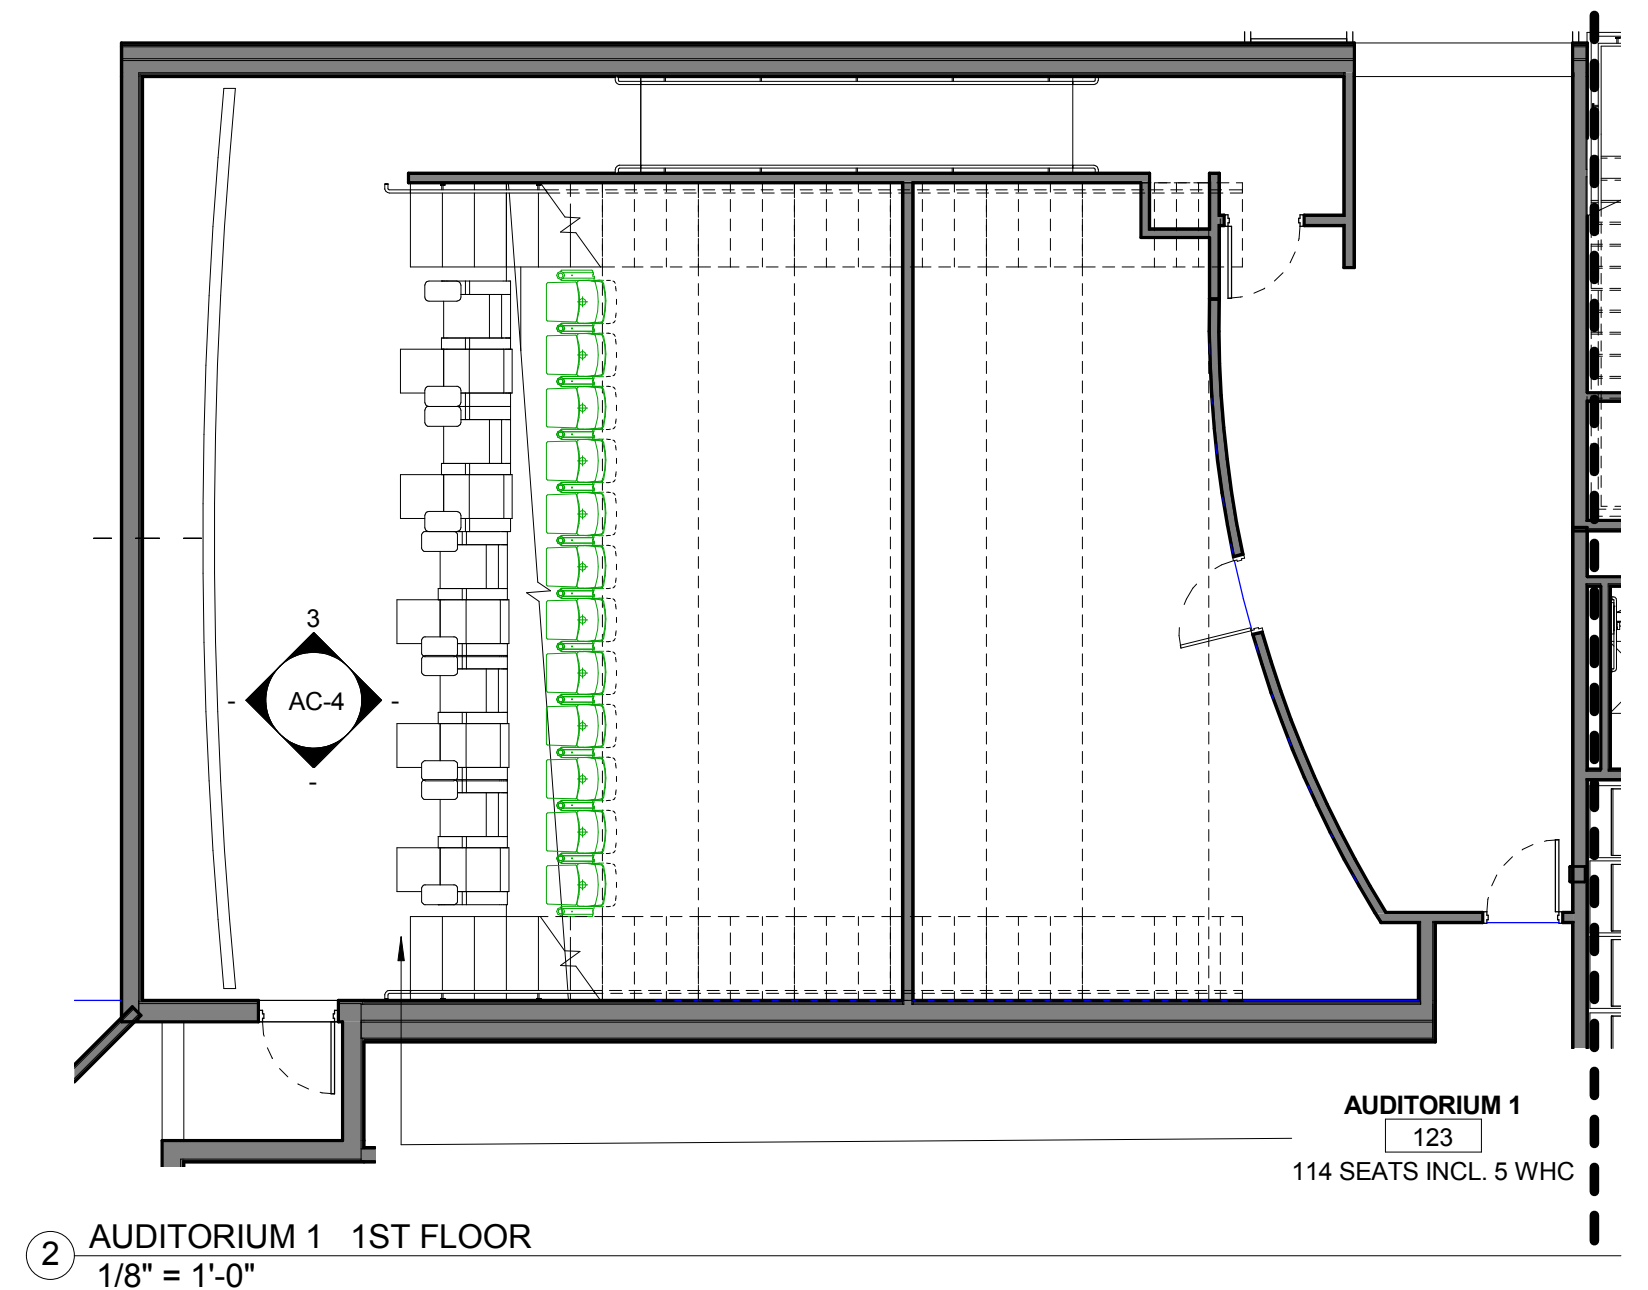 3
- AC-4 -
-
AUDITORIUM 1
123
114 SEATS INCL. 5 WHC
2 AUDITORIUM 1 1ST FLOOR
1/8" = 1'-0"